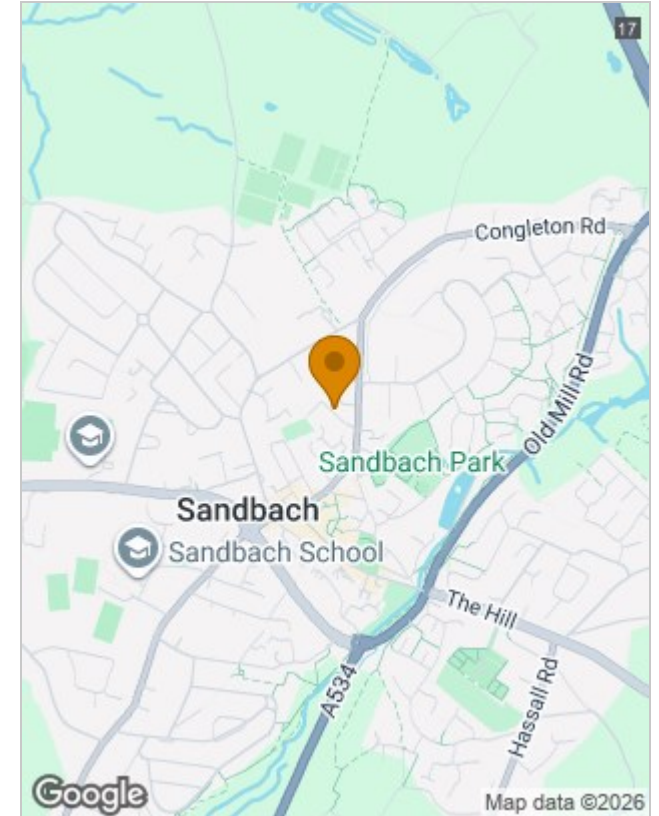 17
Congleton Rd
Old Mill Rd
Sandbach Park
Sandbach
Sandbach School
The Hill
A534
Hassall Rd
Google
Map data ©2026